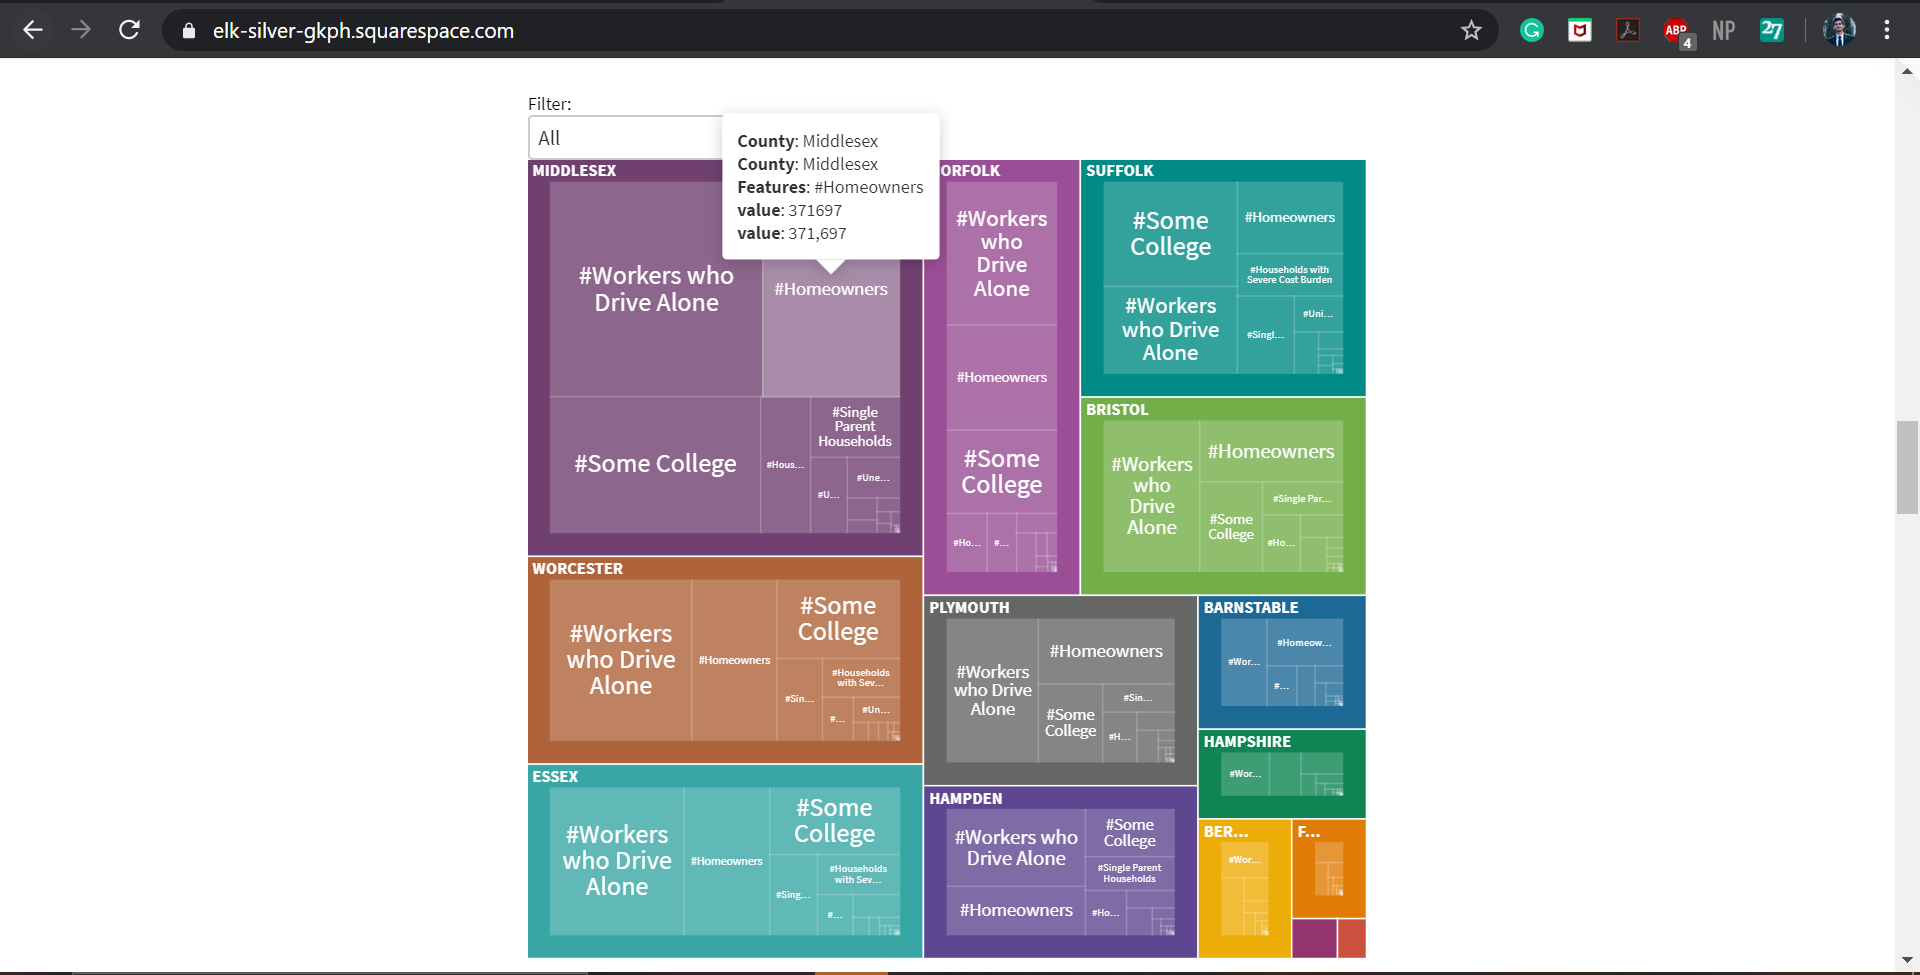 elk-silver-gkph.squarespace.com
ABP
4
NP
27
Filter:
All
County: Middlesex
County: Middlesex
Features: #Homeowners
value: 371697
value: 371,697
MIDDLESEX
#Workers who
Drive Alone
#Homeowners
#Some College
#Hous...
#Single
Parent
Households
#U...
#Une...
ORFOLK
#Workers
who
Drive
Alone
#Homeowners
#Some
College
#Ho...
#...
SUFFOLK
#Some
College
#Homeowners
#Households with
Severe Cost Burden
#Workers
who Drive
Alone
#Singl...
#Uni...
BRISTOL
#Workers
who
Drive
Alone
#Homeowners
#Some
College
#Single Par...
#Ho...
WORCESTER
#Workers
who Drive
Alone
#Homeowners
#Some
College
#Sin...
#Households
with Sev...
#...
#Un...
PLYMOUTH
#Workers
who Drive
Alone
#Homeowners
#Some
College
#Sin...
#H...
BARNSTABLE
#Wor...
#Homeow...
#...
HAMPSHIRE
#Wor...
ESSEX
#Workers
who Drive
Alone
#Homeowners
#Some
College
#Sing...
#Households
with Sev...
#...
HAMPDEN
#Workers who
Drive Alone
#Homeowners
#Some
College
#Single Parent
Households
#Ho...
BER...
#Wor...
F...